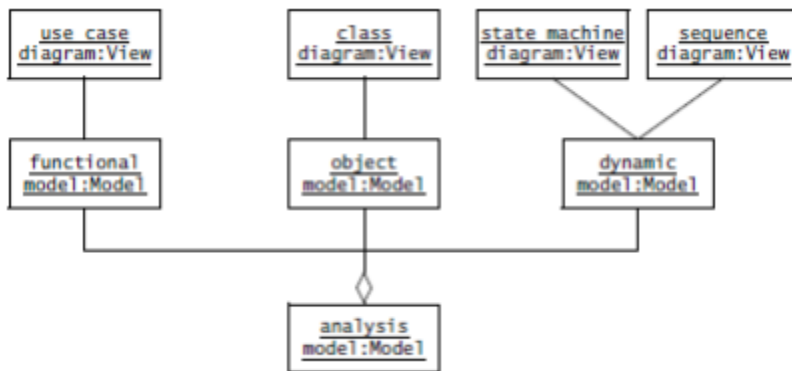 use case
diagram:View
class
diagram:View
state machine
diagram:View
sequence
diagram:View
functional
model:Model
object
model:Model
dynamic
model:Model
analysis
model:Model